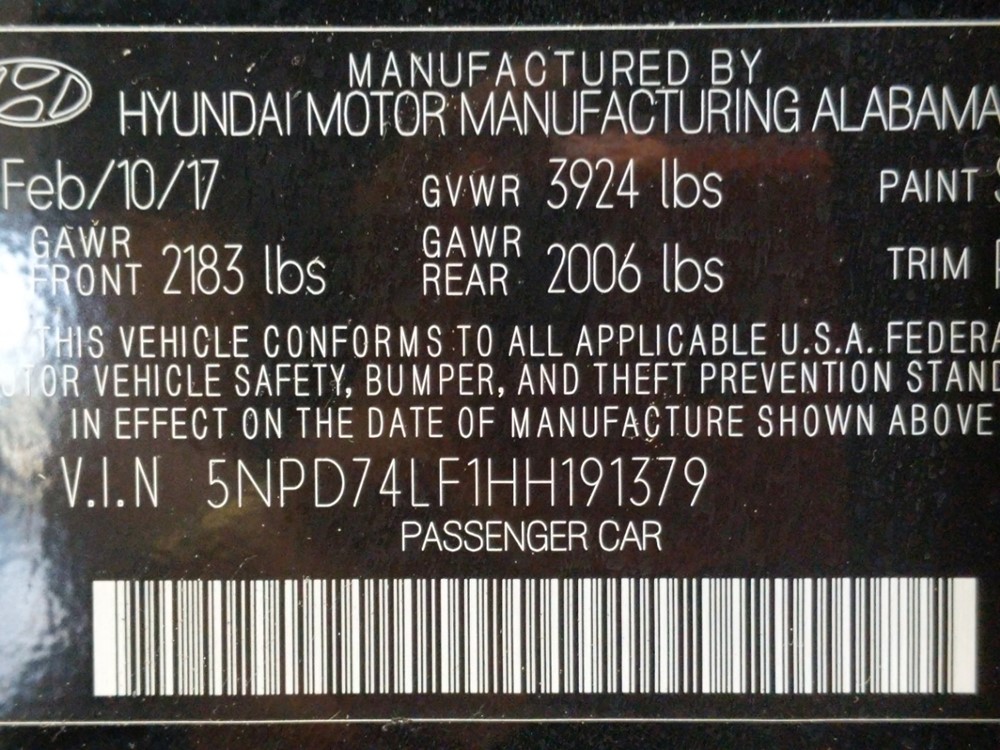 MANUFACTURED BY
HYUNDAI MOTOR MANUFACTURING ALABAMA
Feb/10/17 GVWR 3924 lbs PAINT
GAWR FRONT 2183 lbs GAWR REAR 2006 lbs TRIM
THIS VEHICLE CONFORMS TO ALL APPLICABLE U.S.A. FEDERA
OTOR VEHICLE SAFETY, BUMPER, AND THEFT PREVENTION STAND
IN EFFECT ON THE DATE OF MANUFACTURE SHOWN ABOVE
V.I.N 5NPD74LF1HH191379
PASSENGER CAR